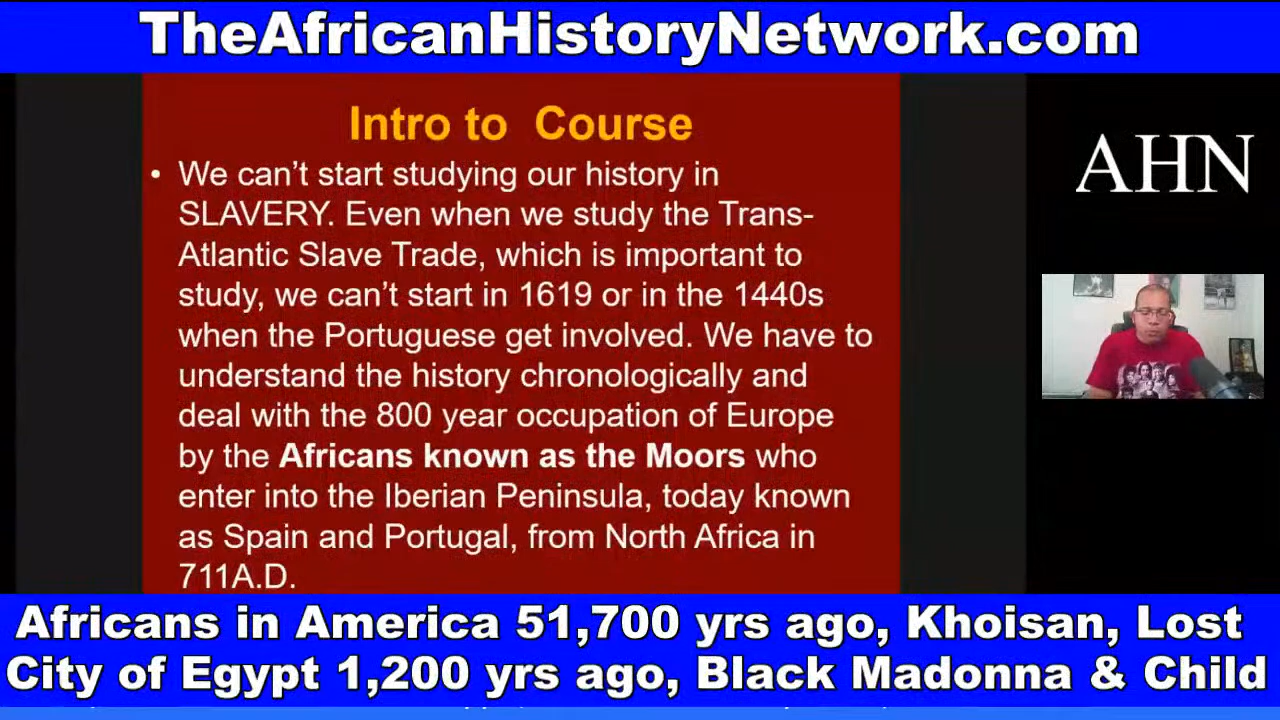 TheAfricanHistoryNetwork.com
Intro to Course
• We can't start studying our history in
SLAVERY. Even when we study the Trans-
Atlantic Slave Trade, which is important to
study, we can't start in 1619 or in the 1440s
when the Portuguese get involved. We have to
understand the history chronologically and
deal with the 800 year occupation of Europe
by the Africans known as the Moors who
enter into the Iberian Peninsula, today known
as Spain and Portugal, from North Africa in
711A.D.
AHN
Africans in America 51,700 yrs ago, Khoisan, Lost
City of Egypt 1,200 yrs ago, Black Madonna & Child